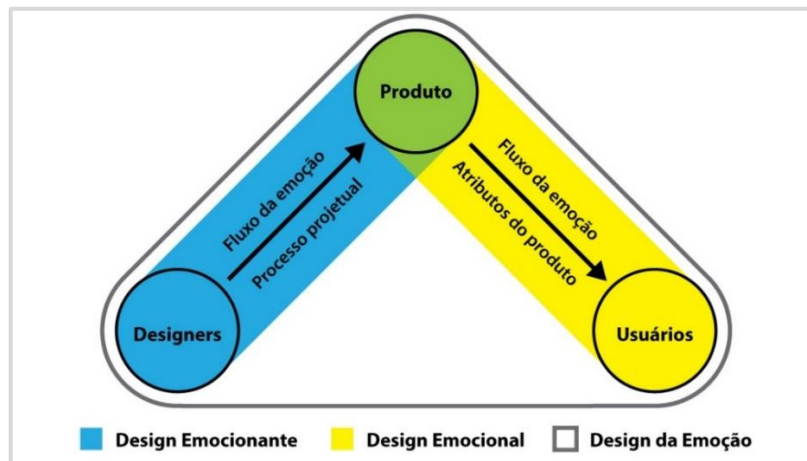 Produto
Fluxo da emoção
Processo projetual
Fluxo da emoção
Atributos do produto
Designers
Usuários
Design Emocionante
Design Emocional
Design da Emoção